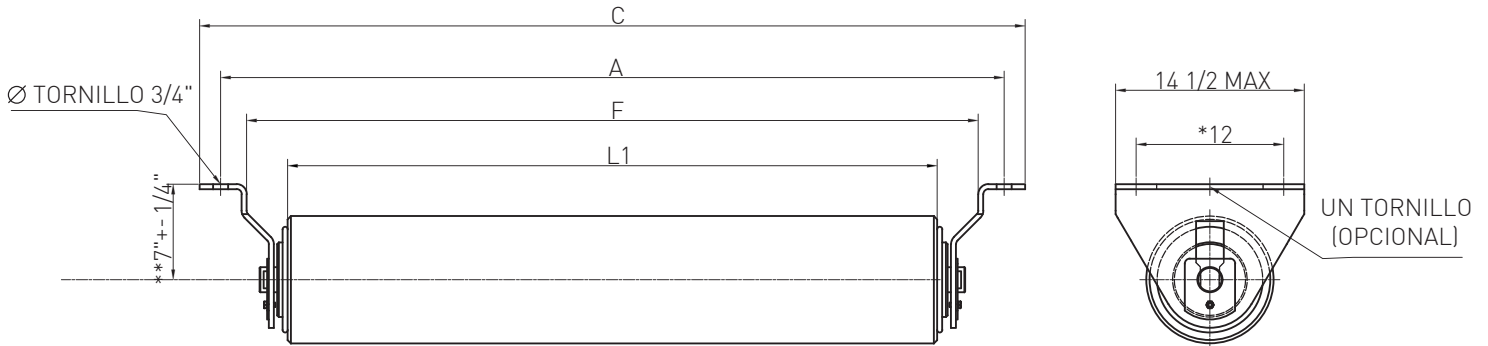 C
A
Ø TORNILLO 3/4"
F
L1
**7"+- 1/4"
14 1/2 MAX
*12
UN TORNILLO
(OPCIONAL)